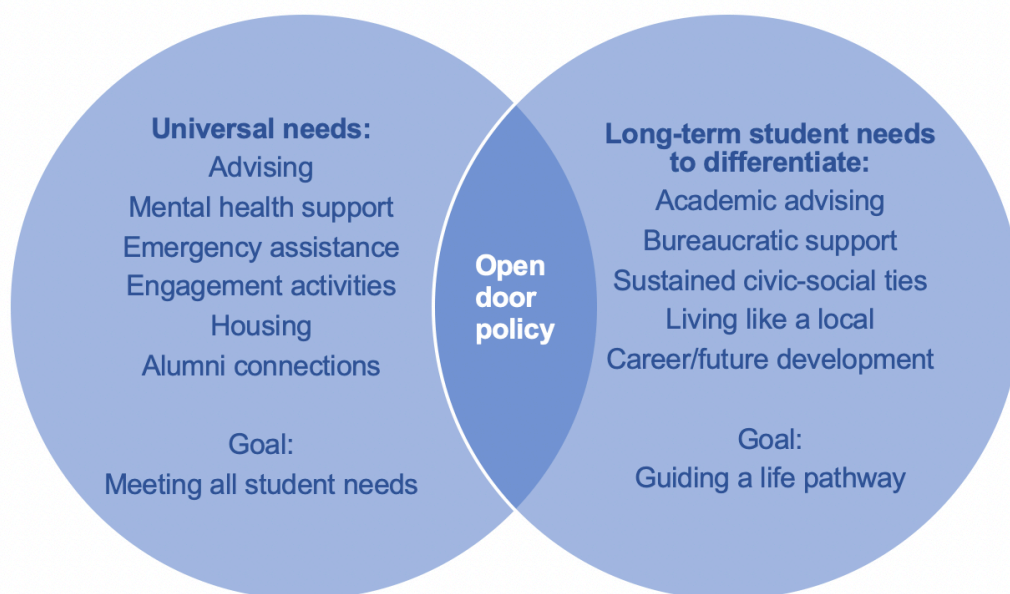 Universal needs:
Advising
Mental health support
Emergency assistance
Engagement activities
Housing
Alumni connections
Goal:
Meeting all student needs
Open
door
policy
Long-term student needs
to differentiate:
Academic advising
Bureaucratic support
Sustained civic-social ties
Living like a local
Career/future development
Goal:
Guiding a life pathway